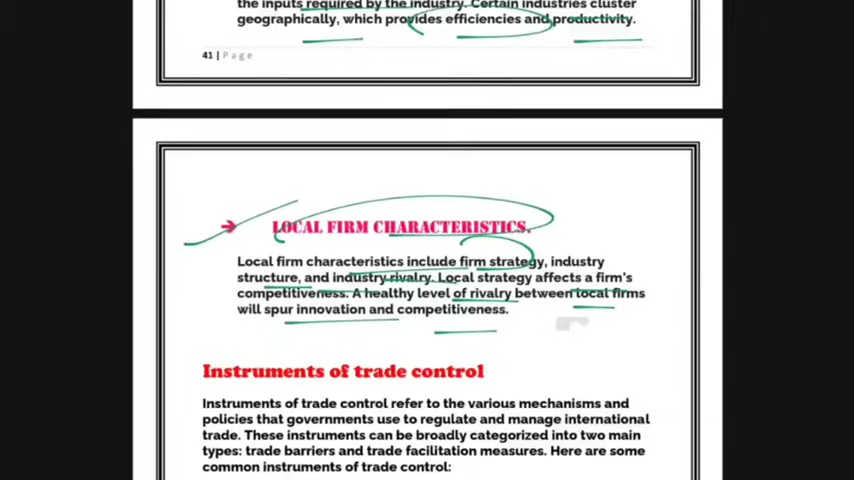 the inputs required by the industry. Certain industries cluster
geographically, which provides efficiencies and productivity.
41 | Page
➔ LOCAL FIRM CHARACTERISTICS.
Local firm characteristics include firm strategy, industry
structure, and industry rivalry. Local strategy affects a firm's
competitiveness. A healthy level of rivalry between local firms
will spur innovation and competitiveness.
Instruments of trade control
Instruments of trade control refer to the various mechanisms and
policies that governments use to regulate and manage international
trade. These instruments can be broadly categorized into two main
types: trade barriers and trade facilitation measures. Here are some
common instruments of trade control: